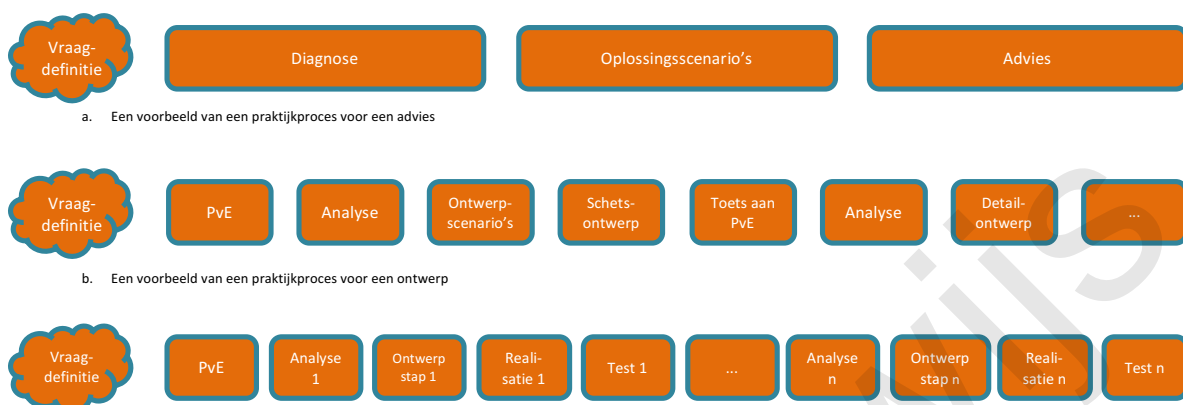 Vraag-
definitie
Diagnose
Oplossingsscenario's
Advies
a. Een voorbeeld van een praktijkproces voor een advies
Vraag-
definitie
PvE
Analyse
Ontwerp-
scenario's
Schets-
ontwerp
Toets aan
PvE
Analyse
Detail-
ontwerp
...
b. Een voorbeeld van een praktijkproces voor een ontwerp
Vraag-
definitie
PvE
Analyse
1
Ontwerp
stap 1
Reali-
satie 1
Test 1
...
Analyse
n
Ontwerp
stap n
Reali-
satie n
Test n